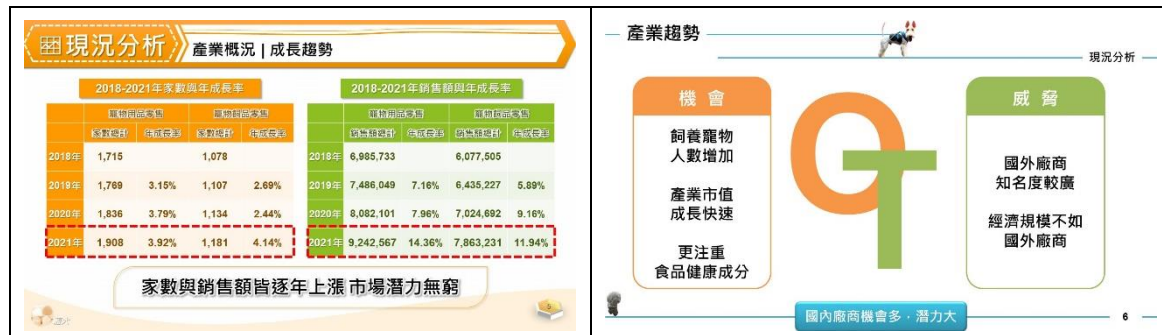 現況分析 產業概況 | 成長趨勢
2018-2021年家數與年成長率
寵物用品零售 寵物飼品零售
家數總計 年成長率 家數總計 年成長率
2018年 1,715 1,078
2019年 1,769 3.15% 1,107 2.69%
2020年 1,836 3.79% 1,134 2.44%
2021年 1,908 3.92% 1,181 4.14%
2018-2021年銷售額與年成長率
寵物用品零售 寵物飼品零售
銷售額總計 年成長率 銷售額總計 年成長率
2018年 6,985,733 6,077,505
2019年 7,486,049 7.16% 6,435,227 5.89%
2020年 8,082,101 7.96% 7,024,692 9.16%
2021年 9,242,567 14.36% 7,863,231 11.94%
家數與銷售額皆逐年上漲 市場潛力無窮
5
產業趨勢
現況分析
機會
飼養寵物
人數增加
產業市值
成長快速
更注重
食品健康成分
O
T
威脅
國外廠商
知名度較廣
經濟規模不如
國外廠商
國內廠商機會多，潛力大
6